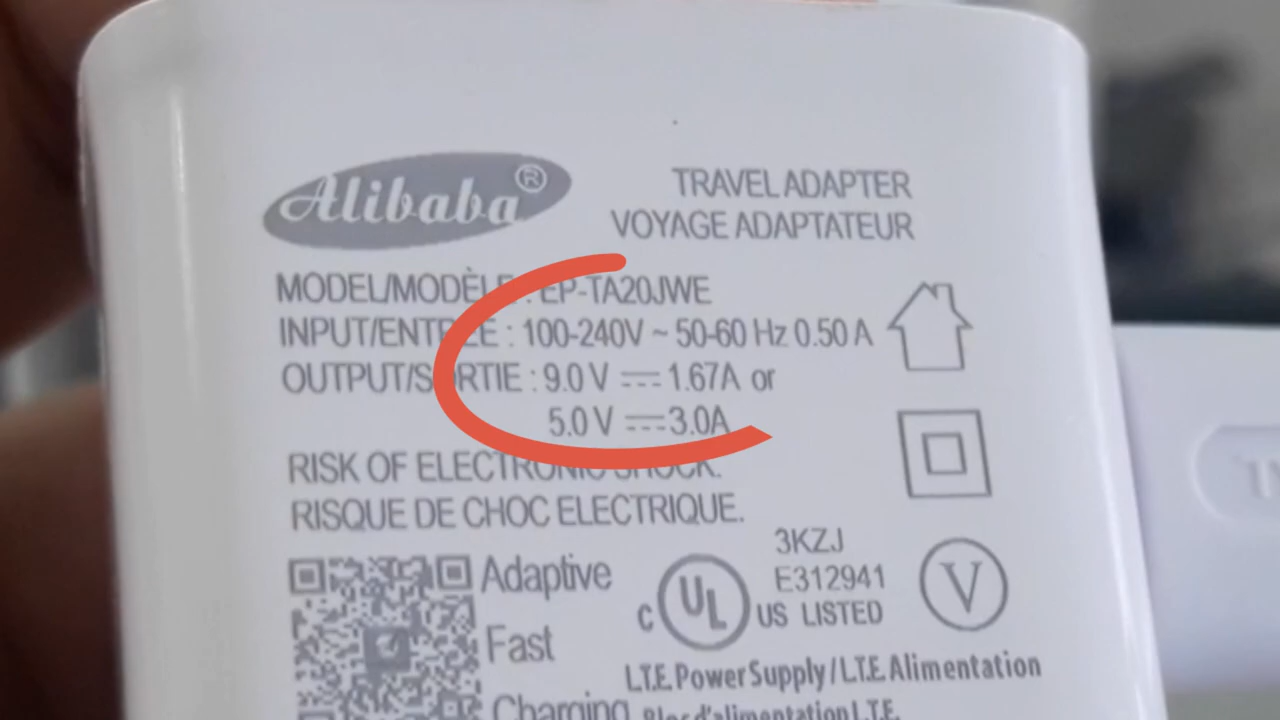 Alibaba®
TRAVEL ADAPTER
VOYAGE ADAPTATEUR
MODEL/MODÈLE : EP-TA20JWE
INPUT/ENTRÉE : 100-240V ~ 50-60 Hz 0.50 A
OUTPUT/SORTIE : 9.0 V ⎓ 1.67A or
5.0 V ⎓ 3.0A
RISK OF ELECTRONIC SHOCK.
RISQUE DE CHOC ELECTRIQUE.
Adaptive
Fast
Charging
3KZJ
E312941
C UL US LISTED
V
L.T.E. Power Supply / L.T.E. Alimentation
Bloc d'alimentation L.T.E.